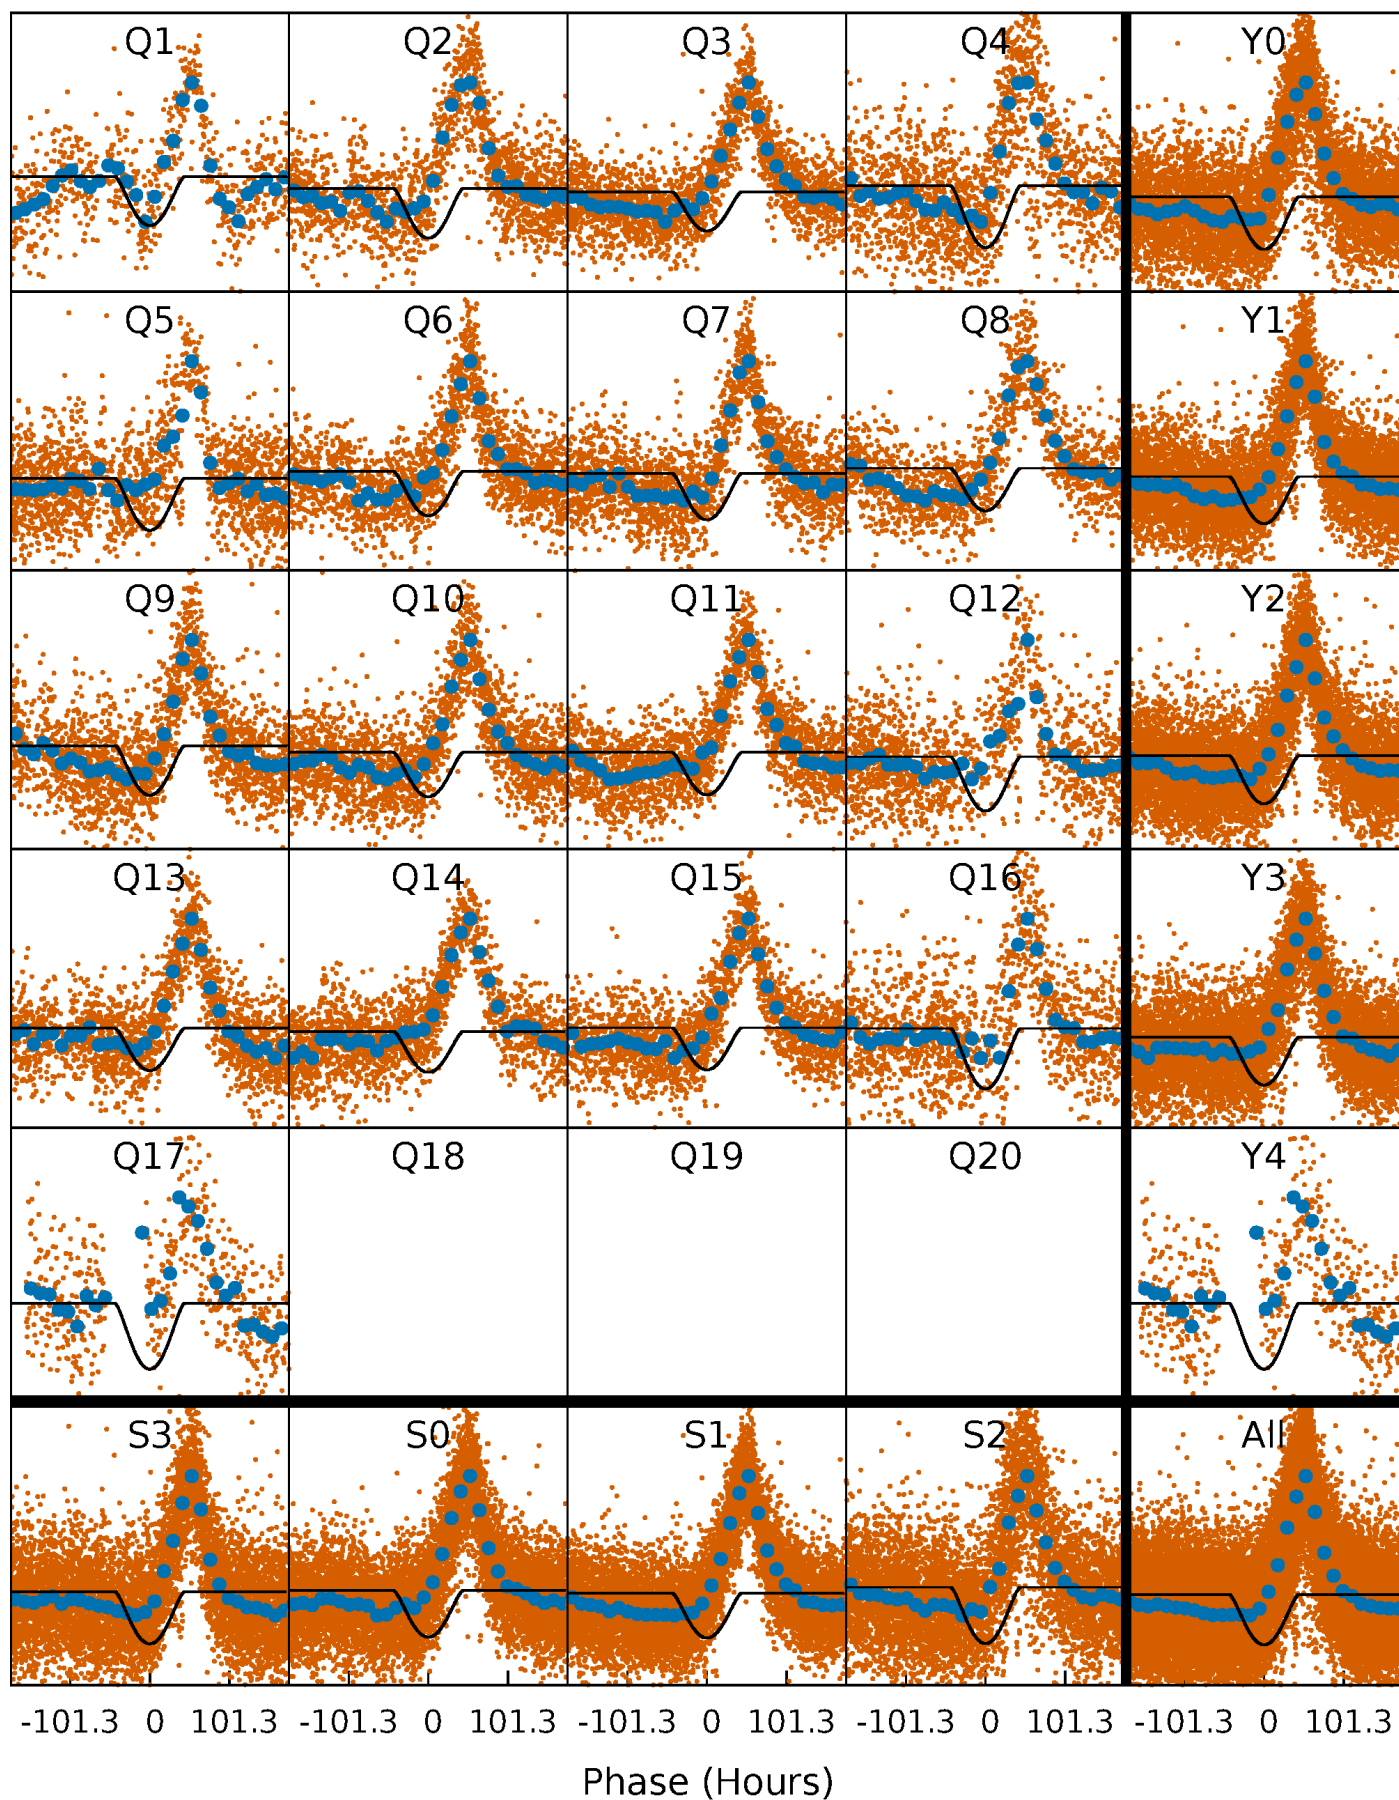 Q1 Q2 Q3 Q4 Y0
Q5 Q6 Q7 Q8 Y1
Q9 Q10 Q11 Q12 Y2
Q13 Q14 Q15 Q16 Y3
Q17 Q18 Q19 Q20 Y4
S3 S0 S1 S2 All
-101.3 0 101.3 -101.3 0 101.3 -101.3 0 101.3 -101.3 0 101.3 -101.3 0 101.3
Phase (Hours)